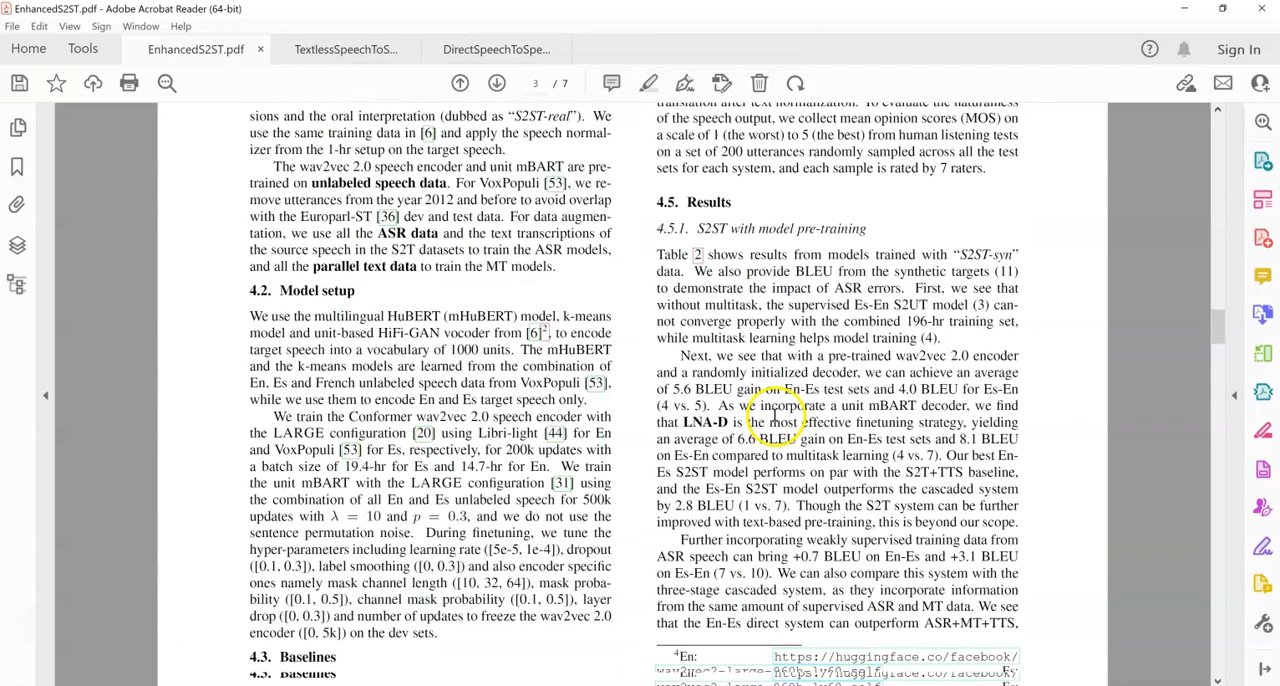 EnhancedS2ST.pdf - Adobe Acrobat Reader (64-bit)
File Edit View Sign Window Help
Home Tools EnhancedS2ST.pdf × TextlessSpeechToS... DirectSpeechToSpe... Sign In
3 / 7
sions and the oral interpretation (dubbed as “S2ST-real”). We
use the same training data in [6] and apply the speech normal-
izer from the 1-hr setup on the target speech.
The wav2vec 2.0 speech encoder and unit mBART are pre-
trained on unlabeled speech data. For VoxPopuli [53], we re-
move utterances from the year 2012 and before to avoid overlap
with the Europarl-ST [36] dev and test data. For data augmen-
tation, we use all the ASR data and the text transcriptions of
the source speech in the S2T datasets to train the ASR models,
and all the parallel text data to train the MT models.
4.2. Model setup
We use the multilingual HuBERT (mHuBERT) model, k-means
model and unit-based HiFi-GAN vocoder from [6]2, to encode
target speech into a vocabulary of 1000 units. The mHuBERT
and the k-means models are learned from the combination of
En, Es and French unlabeled speech data from VoxPopuli [53],
while we use them to encode En and Es target speech only.
We train the Conformer wav2vec 2.0 speech encoder with
the LARGE configuration [20] using Libri-light [44] for En
and VoxPopuli [53] for Es, respectively, for 200k updates with
a batch size of 19.4-hr for Es and 14.7-hr for En. We train
the unit mBART with the LARGE configuration [31] using
the combination of all En and Es unlabeled speech for 500k
updates with λ = 10 and p = 0.3, and we do not use the
sentence permutation noise. During finetuning, we tune the
hyper-parameters including learning rate ([5e-5, 1e-4]), dropout
([0.1, 0.3]), label smoothing ([0, 0.3]) and also encoder specific
ones namely mask channel length ([10, 32, 64]), mask proba-
bility ([0.1, 0.5]), channel mask probability ([0.1, 0.5]), layer
drop ([0, 0.3]) and number of updates to freeze the wav2vec 2.0
encoder ([0, 5k]) on the dev sets.
4.3. Baselines
translation after text normalization. To evaluate the naturalness
of the speech output, we collect mean opinion scores (MOS) on
a scale of 1 (the worst) to 5 (the best) from human listening tests
on a set of 200 utterances randomly sampled across all the test
sets for each system, and each sample is rated by 7 raters.
4.5. Results
4.5.1. S2ST with model pre-training
Table 2 shows results from models trained with “S2ST-syn”
data. We also provide BLEU from the synthetic targets (11)
to demonstrate the impact of ASR errors. First, we see that
without multitask, the supervised Es-En S2UT model (3) can-
not converge properly with the combined 196-hr training set,
while multitask learning helps model training (4).
Next, we see that with a pre-trained wav2vec 2.0 encoder
and a randomly initialized decoder, we can achieve an average
of 5.6 BLEU gain on En-Es test sets and 4.0 BLEU for Es-En
(4 vs. 5). As we incorporate a unit mBART decoder, we find
that LNA-D is the most effective finetuning strategy, yielding
an average of 6.6 BLEU gain on En-Es test sets and 8.1 BLEU
on Es-En compared to multitask learning (4 vs. 7). Our best En-
Es S2ST model performs on par with the S2T+TTS baseline,
and the Es-En S2ST model outperforms the cascaded system
by 2.8 BLEU (1 vs. 7). Though the S2T system can be further
improved with text-based pre-training, this is beyond our scope.
Further incorporating weakly supervised training data from
ASR speech can bring +0.7 BLEU on En-Es and +3.1 BLEU
on Es-En (7 vs. 10). We can also compare this system with the
three-stage cascaded system, as they incorporate information
from the same amount of supervised ASR and MT data. We see
that the En-Es direct system can outperform ASR+MT+TTS,
4En: https://huggingface.co/facebook/